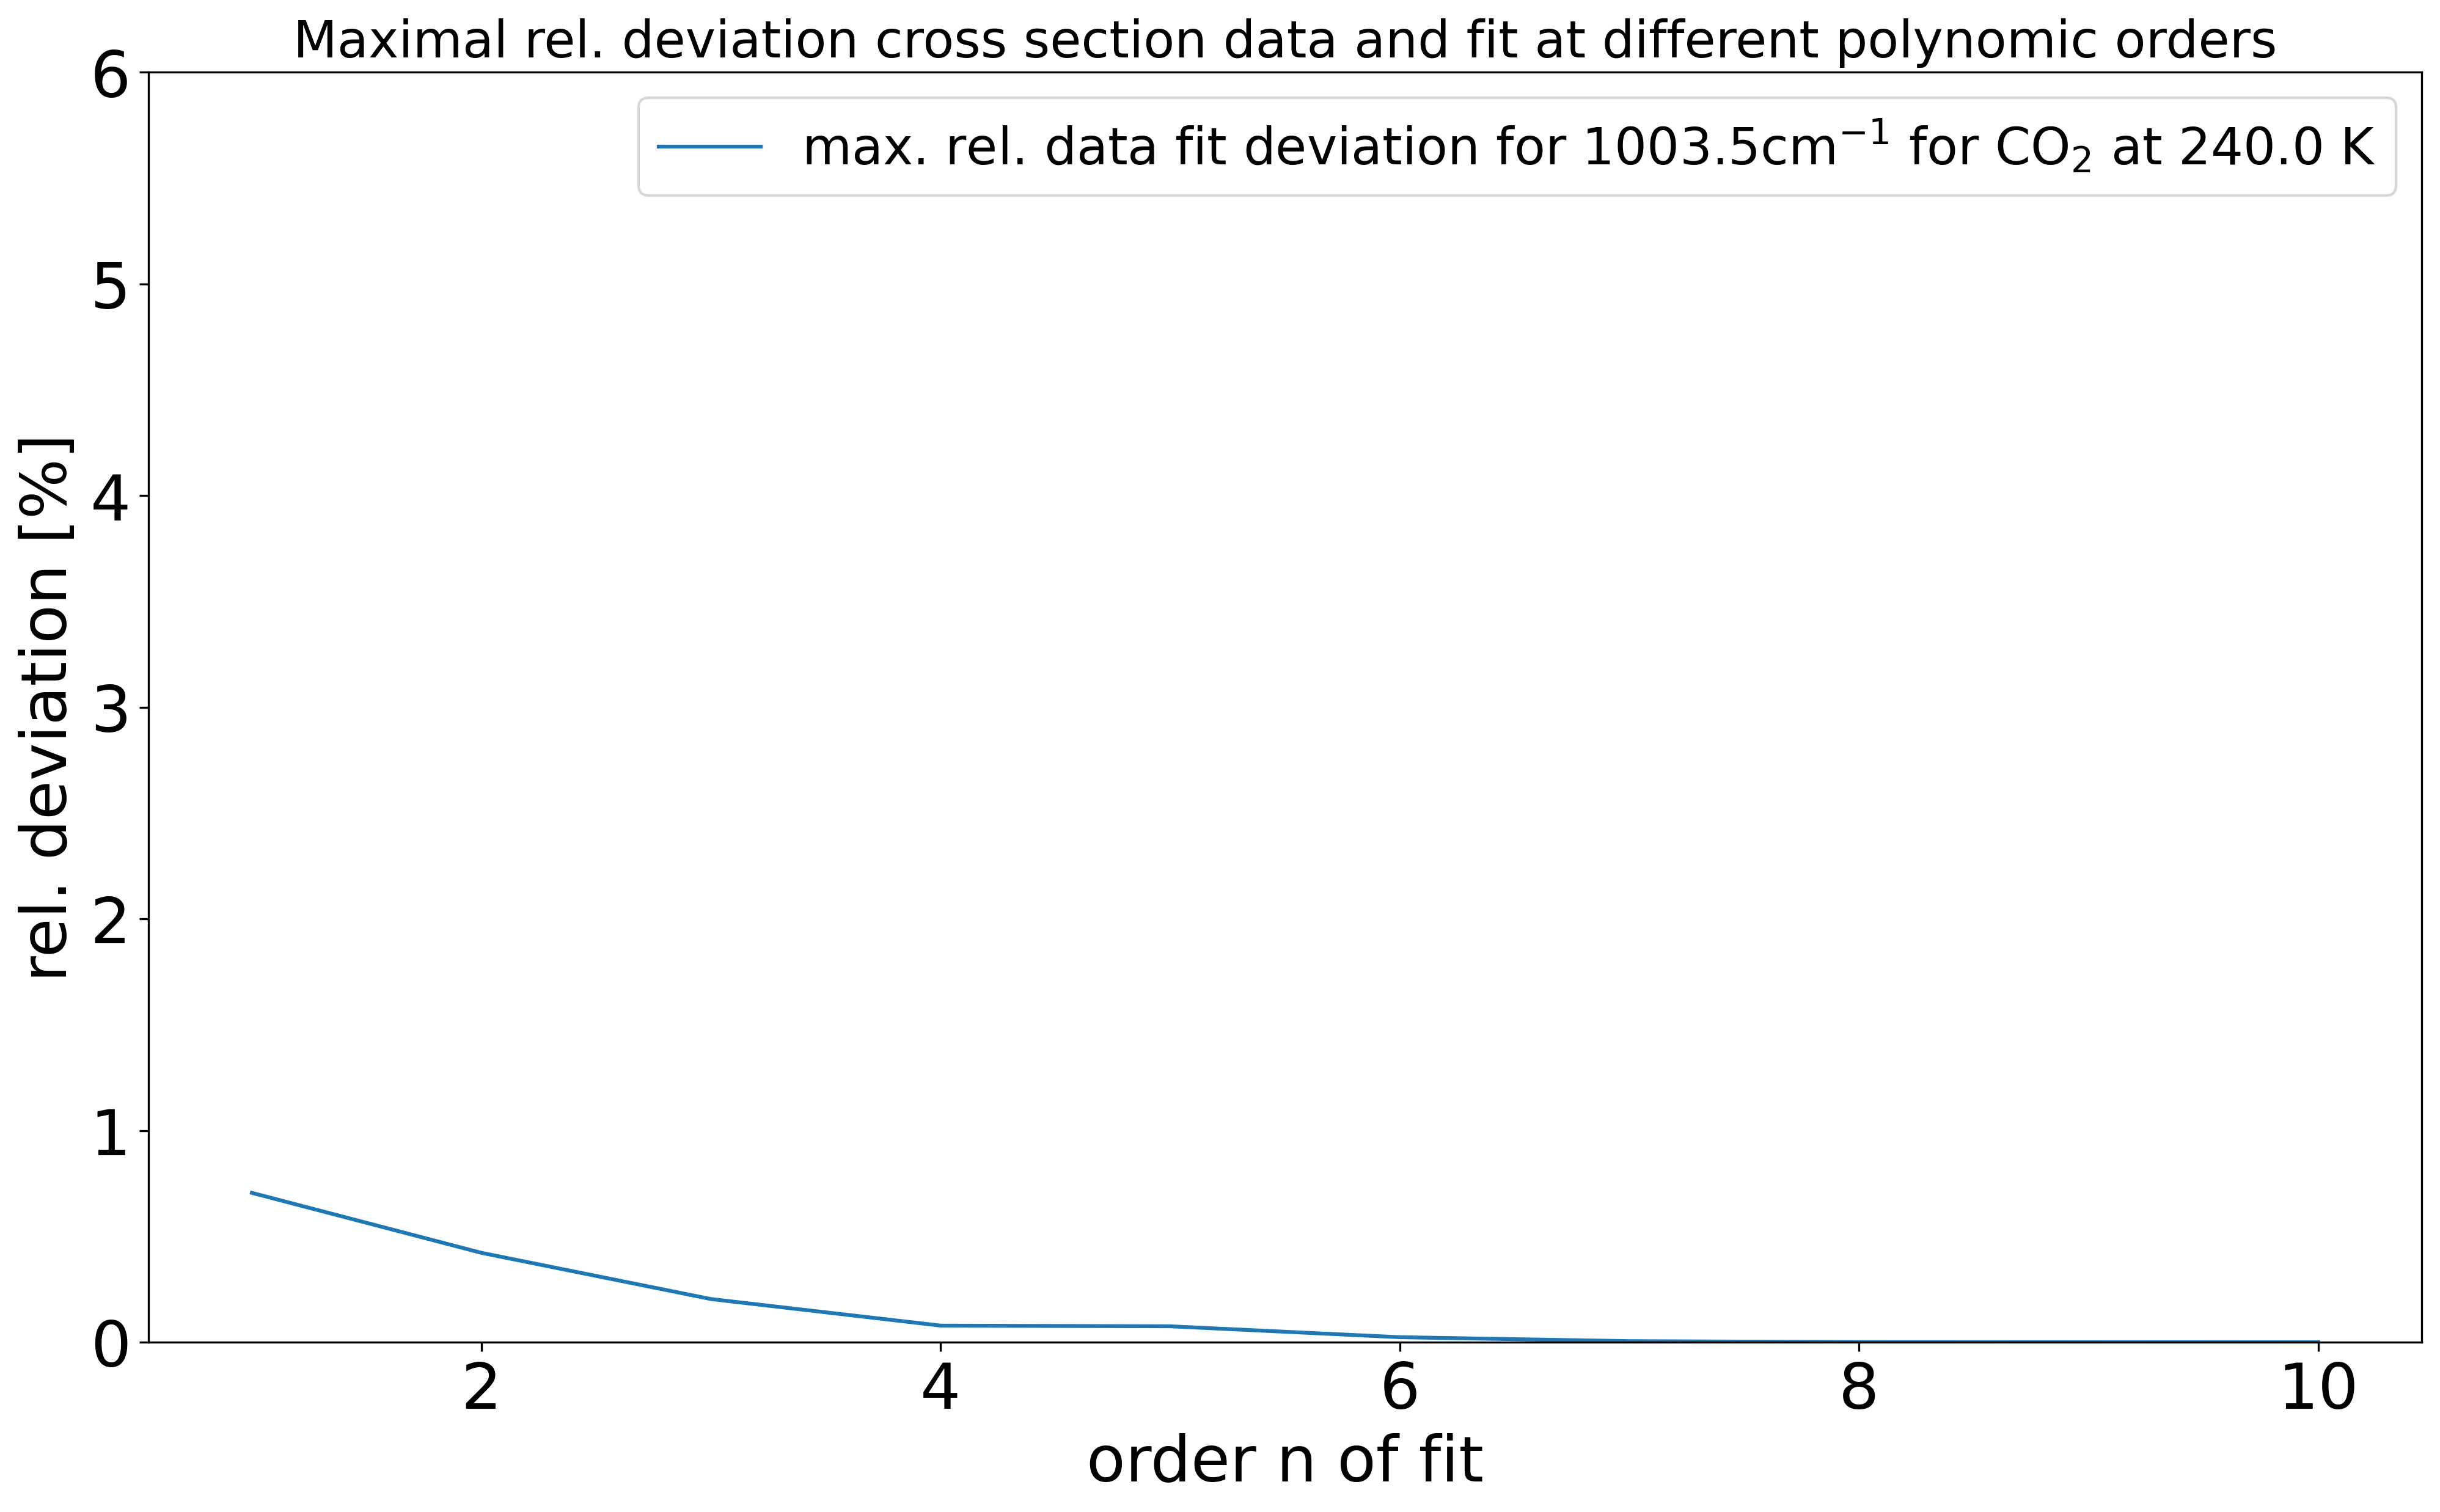 Maximal rel. deviation cross section data and fit at different polynomic orders
max. rel. data fit deviation for 1003.5cm⁻¹ for CO₂ at 240.0 K
rel. deviation [%]
6
5
4
3
2
1
0
2 4 6 8 10
order n of fit